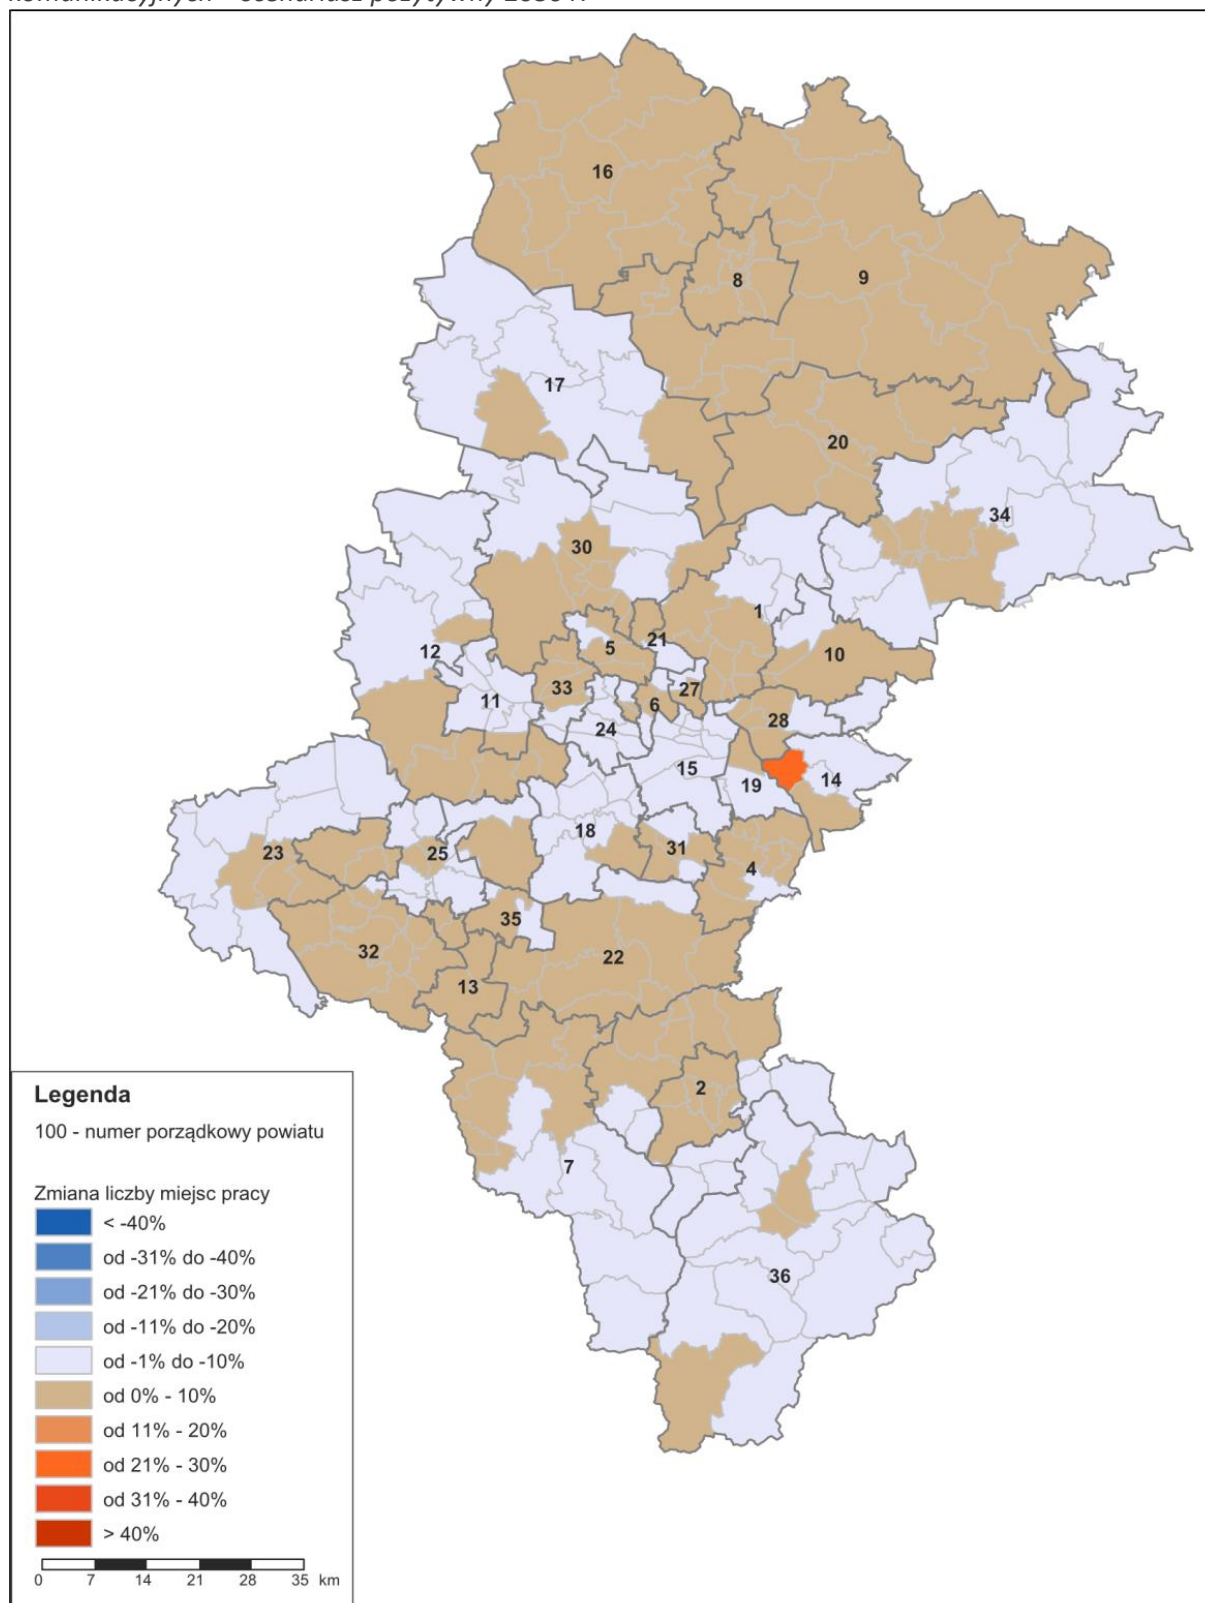 komunikacyjnych – scenariusz pozytywny 2030 r.
16
8
9
17
20
34
30
1
21
5
10
12
33
27
11
6
28
24
15
19
14
18
31
23
25
4
35
32
22
13
2
7
36
Legenda
100 - numer porządkowy powiatu
Zmiana liczby miejsc pracy
< -40%
od -31% do -40%
od -21% do -30%
od -11% do -20%
od -1% do -10%
od 0% - 10%
od 11% - 20%
od 21% - 30%
od 31% - 40%
> 40%
0 7 14 21 28 35 km